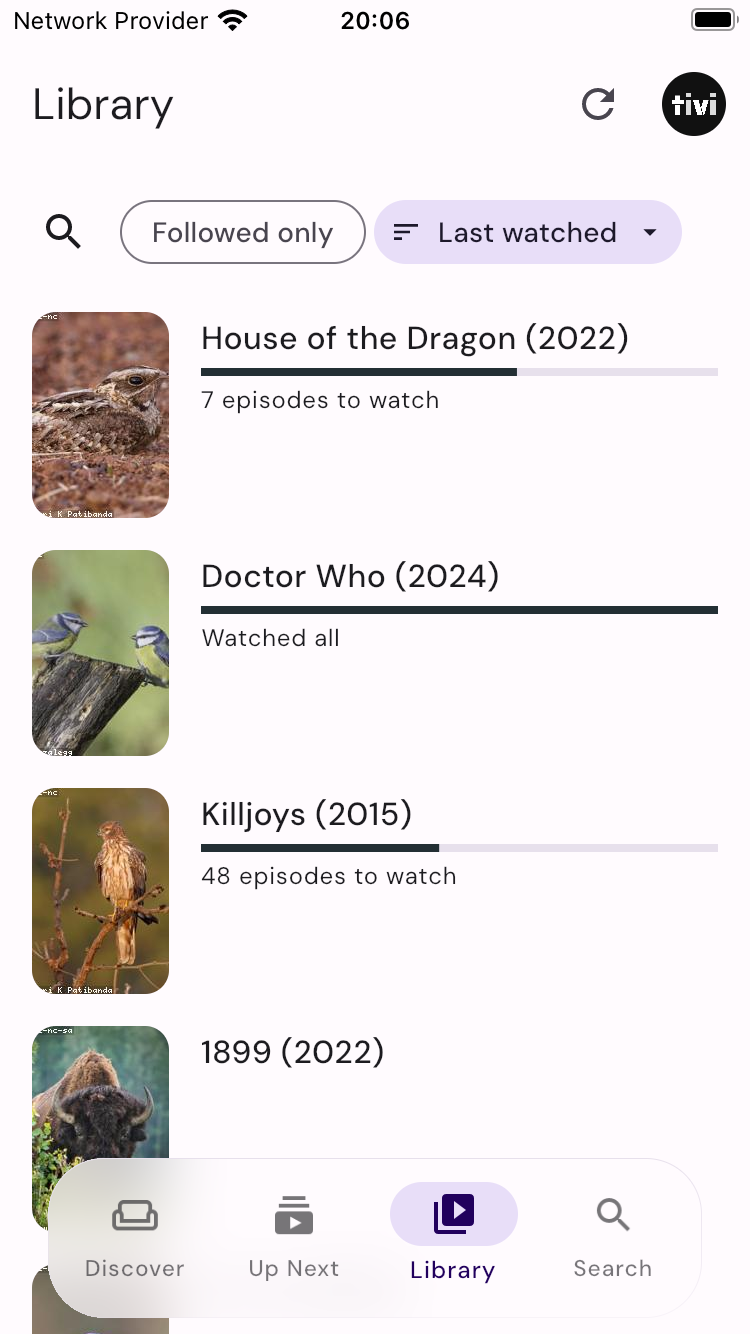 Network Provider 20:06
Library
tivi
Followed only
Last watched
House of the Dragon (2022)
7 episodes to watch
Doctor Who (2024)
Watched all
Killjoys (2015)
48 episodes to watch
1899 (2022)
Discover
Up Next
Library
Search